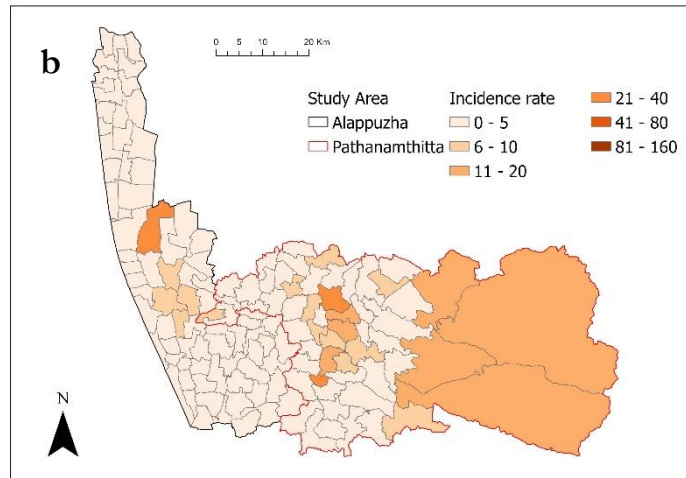 b
0 5 10 20 Km
Study Area
Alappuzha
Pathanamthitta
Incidence rate
0 - 5
6 - 10
11 - 20
21 - 40
41 - 80
81 - 160
N